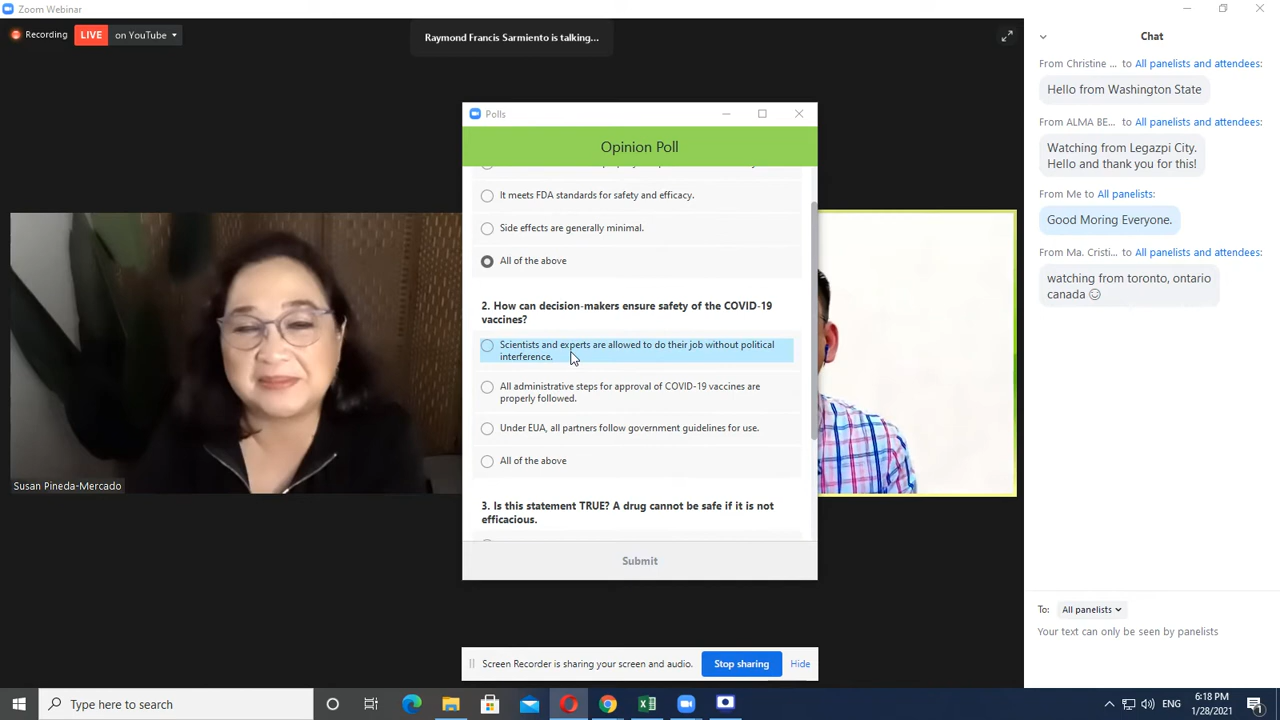 Zoom Webinar
Recording
LIVE
on YouTube
Raymond Francis Sarmiento is talking...
Chat
From Christine ... to All panelists and attendees:
Hello from Washington State
From ALMA BE... to All panelists and attendees:
Watching from Legazpi City.
Hello and thank you for this!
From Me to All panelists:
Good Moring Everyone.
From Ma. Cristi... to All panelists and attendees:
watching from toronto, ontario
canada ☺
Polls
Opinion Poll
It meets FDA standards for safety and efficacy.
Side effects are generally minimal.
All of the above
2. How can decision-makers ensure safety of the COVID-19
vaccines?
Scientists and experts are allowed to do their job without political
interference.
All administrative steps for approval of COVID-19 vaccines are
properly followed.
Under EUA, all partners follow government guidelines for use.
All of the above
3. Is this statement TRUE? A drug cannot be safe if it is not
efficacious.
Submit
Susan Pineda-Mercado
To: All panelists
Your text can only be seen by panelists
Screen Recorder is sharing your screen and audio.
Stop sharing
Hide
Type here to search
ENG
6:18 PM
1/28/2021
1